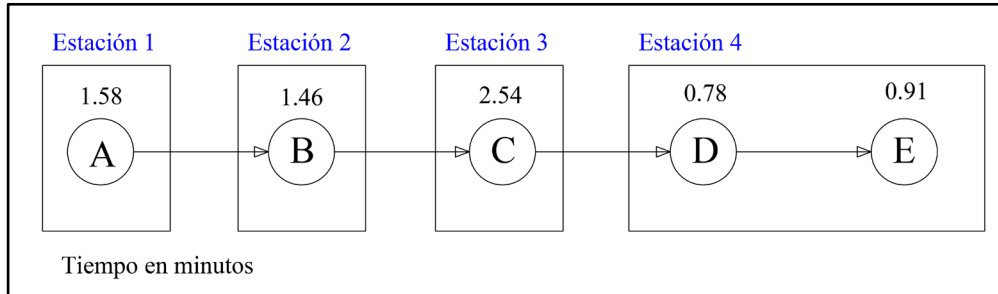 Estación 1 Estación 2 Estación 3 Estación 4
1.58 1.46 2.54 0.78 0.91
A B C D E
Tiempo en minutos